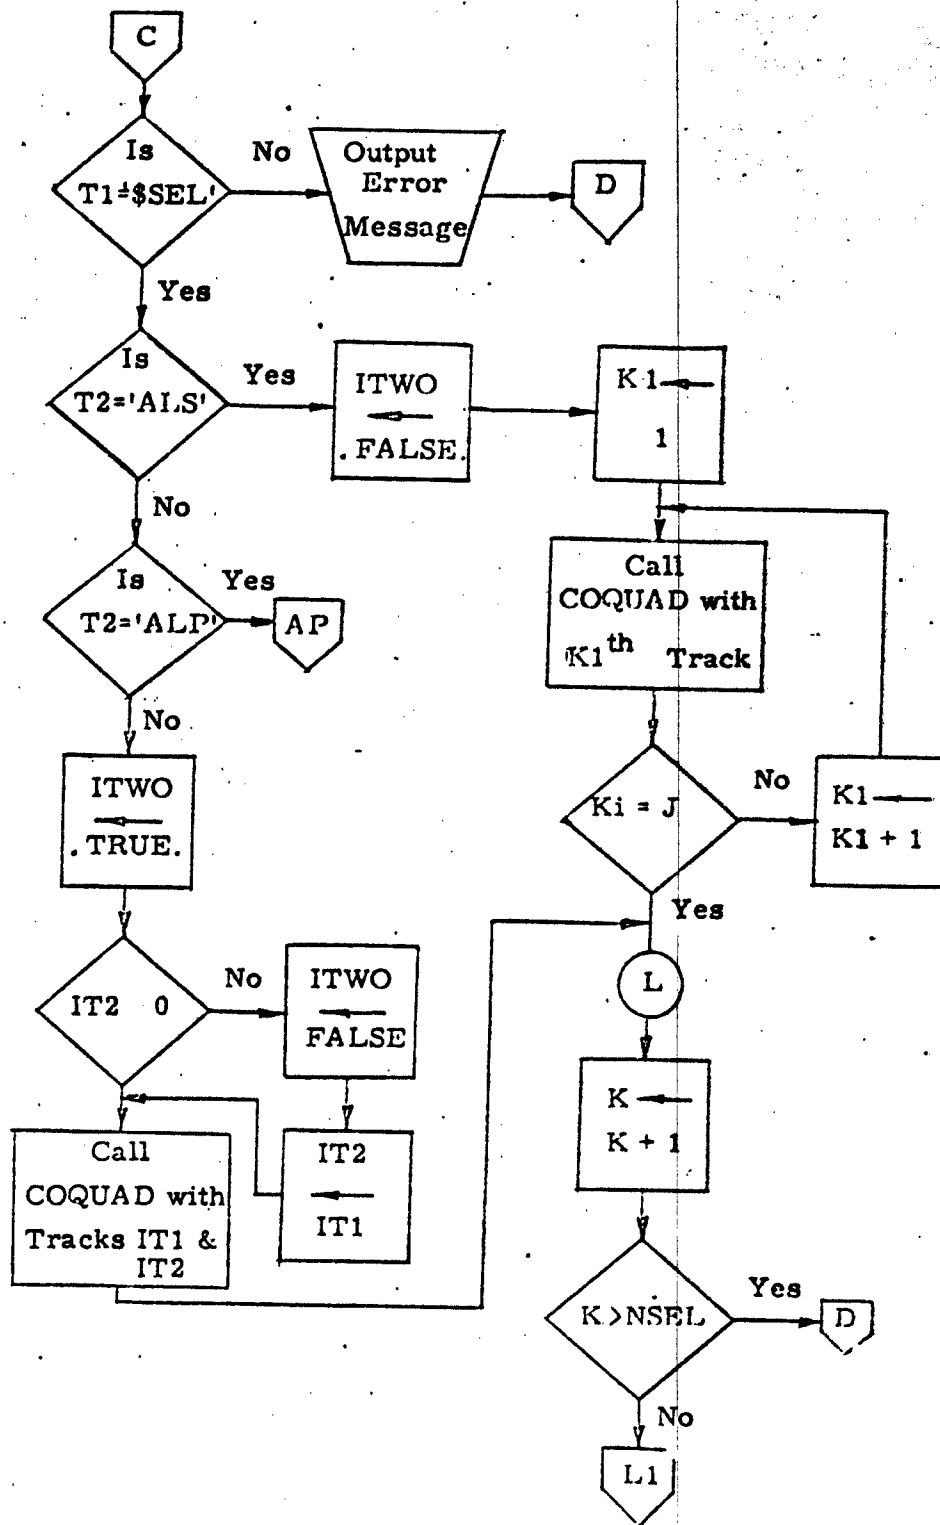 C
Is
T1='$SEL'
No
Output
Error
Message
D
Yes
Is
T2='ALS'
Yes
ITWO
.FALSE.
K1
1
No
Is
T2='ALP'
Yes
AP
Call
COQUAD with
K1th Track
No
ITWO
.TRUE.
Ki = J
No
K1
K1 + 1
Yes
IT2 0
No
ITWO
FALSE
L
Call
COQUAD with
Tracks IT1 &
IT2
IT2
IT1
K
K + 1
K>NSEL
Yes
D
No
L1